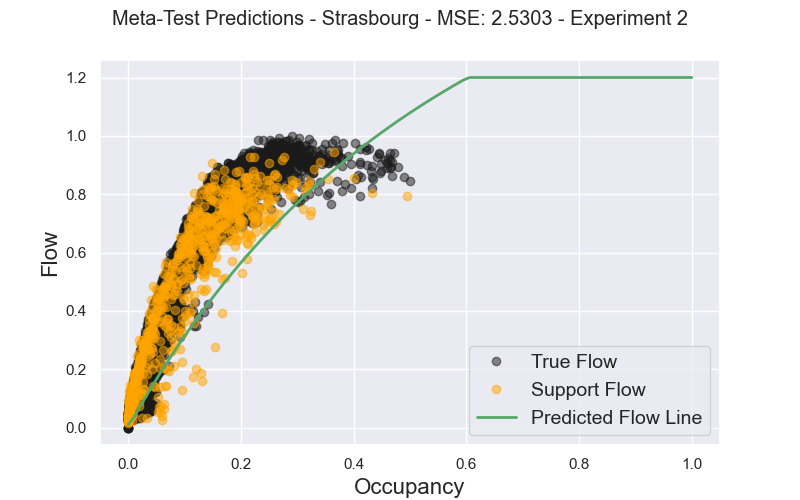 Meta-Test Predictions - Strasbourg - MSE: 2.5303 - Experiment 2
1.2
1.0
0.8
0.6
0.4
0.2
0.0
Flow
True Flow
Support Flow
Predicted Flow Line
0.0 0.2 0.4 0.6 0.8 1.0
Occupancy